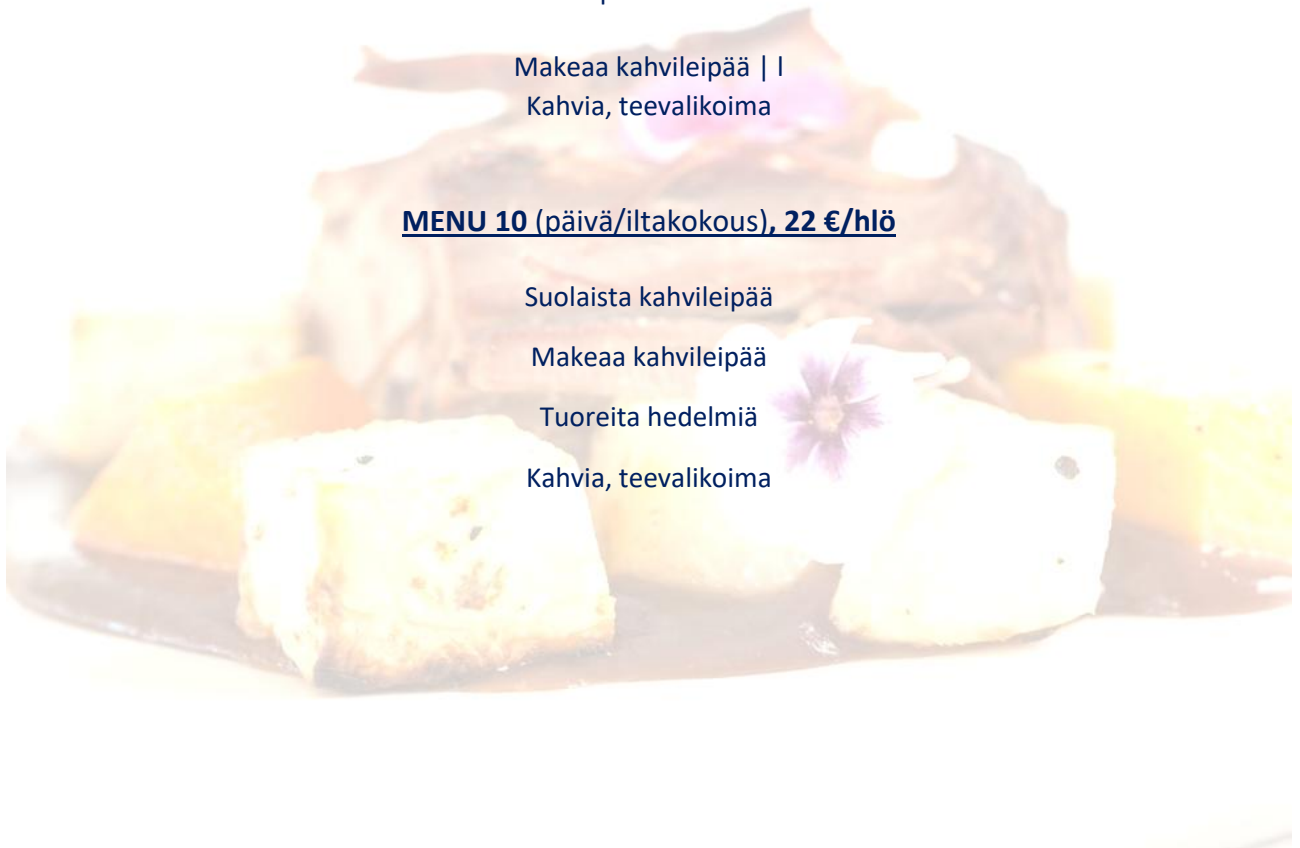 Makeaa kahvileipää | l
Kahvia, teevalikoima
MENU 10 (päivä/iltakokous), 22 €/hlö
Suolaista kahvileipää
Makeaa kahvileipää
Tuoreita hedelmiä
Kahvia, teevalikoima